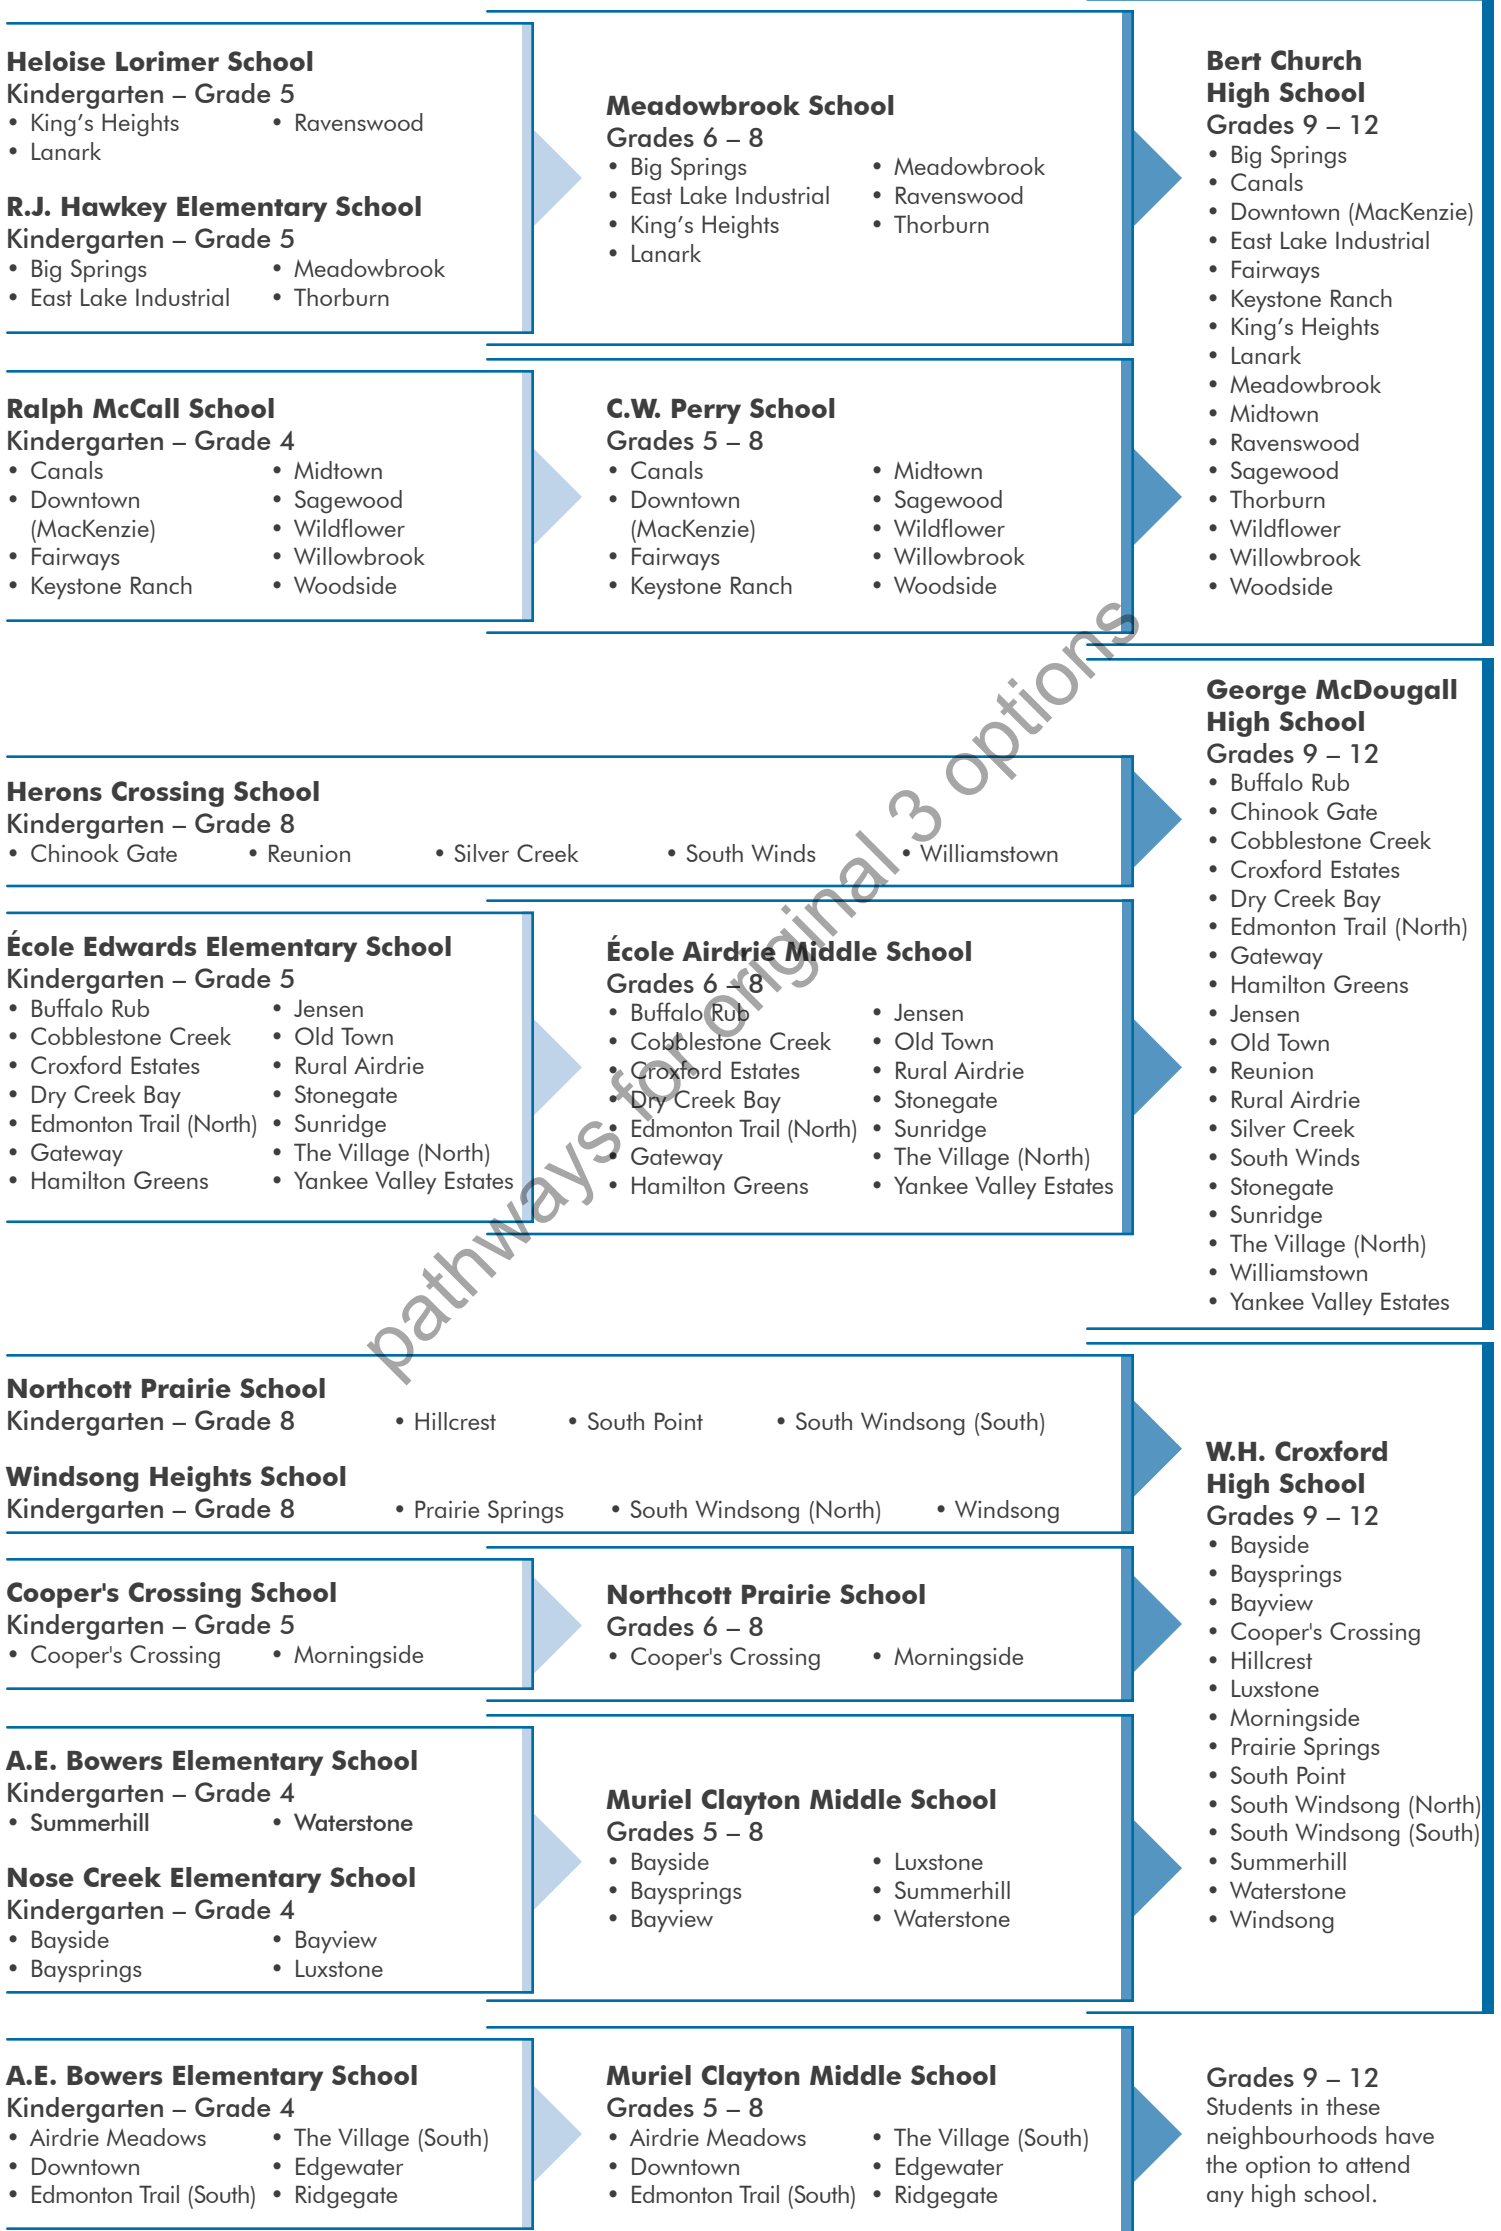 Heloise Lorimer School
Kindergarten – Grade 5
• King's Heights • Ravenswood
• Lanark
R.J. Hawkey Elementary School
Kindergarten – Grade 5
• Big Springs • Meadowbrook
• East Lake Industrial • Thorburn
Meadowbrook School
Grades 6 – 8
• Big Springs • Meadowbrook
• East Lake Industrial • Ravenswood
• King's Heights • Thorburn
• Lanark
Ralph McCall School
Kindergarten – Grade 4
• Canals • Midtown
• Downtown • Sagewood
(MacKenzie) • Wildflower
• Fairways • Willowbrook
• Keystone Ranch • Woodside
C.W. Perry School
Grades 5 – 8
• Canals • Midtown
• Downtown • Sagewood
(MacKenzie) • Wildflower
• Fairways • Willowbrook
• Keystone Ranch • Woodside
Bert Church
High School
Grades 9 – 12
• Big Springs
• Canals
• Downtown (MacKenzie)
• East Lake Industrial
• Fairways
• Keystone Ranch
• King's Heights
• Lanark
• Meadowbrook
• Midtown
• Ravenswood
• Sagewood
• Thorburn
• Wildflower
• Willowbrook
• Woodside
Herons Crossing School
Kindergarten – Grade 8
• Chinook Gate • Reunion • Silver Creek • South Winds • Williamstown
École Edwards Elementary School
Kindergarten – Grade 5
• Buffalo Rub • Jensen
• Cobblestone Creek • Old Town
• Croxford Estates • Rural Airdrie
• Dry Creek Bay • Stonegate
• Edmonton Trail (North) • Sunridge
• Gateway • The Village (North)
• Hamilton Greens • Yankee Valley Estates
École Airdrie Middle School
Grades 6 – 8
• Buffalo Rub • Jensen
• Cobblestone Creek • Old Town
• Croxford Estates • Rural Airdrie
• Dry Creek Bay • Stonegate
• Edmonton Trail (North) • Sunridge
• Gateway • The Village (North)
• Hamilton Greens • Yankee Valley Estates
George McDougall
High School
Grades 9 – 12
• Buffalo Rub
• Chinook Gate
• Cobblestone Creek
• Croxford Estates
• Dry Creek Bay
• Edmonton Trail (North)
• Gateway
• Hamilton Greens
• Jensen
• Old Town
• Reunion
• Rural Airdrie
• Silver Creek
• South Winds
• Stonegate
• Sunridge
• The Village (North)
• Williamstown
• Yankee Valley Estates
pathways for original 3 options
Northcott Prairie School
Kindergarten – Grade 8 • Hillcrest • South Point • South Windsong (South)
Windsong Heights School
Kindergarten – Grade 8 • Prairie Springs • South Windsong (North) • Windsong
Cooper's Crossing School
Kindergarten – Grade 5
• Cooper's Crossing • Morningside
Northcott Prairie School
Grades 6 – 8
• Cooper's Crossing • Morningside
A.E. Bowers Elementary School
Kindergarten – Grade 4
• Summerhill • Waterstone
Nose Creek Elementary School
Kindergarten – Grade 4
• Bayside • Bayview
• Baysprings • Luxstone
Muriel Clayton Middle School
Grades 5 – 8
• Bayside • Luxstone
• Baysprings • Summerhill
• Bayview • Waterstone
W.H. Croxford
High School
Grades 9 – 12
• Bayside
• Baysprings
• Bayview
• Cooper's Crossing
• Hillcrest
• Luxstone
• Morningside
• Prairie Springs
• South Point
• South Windsong (North)
• South Windsong (South)
• Summerhill
• Waterstone
• Windsong
A.E. Bowers Elementary School
Kindergarten – Grade 4
• Airdrie Meadows • The Village (South)
• Downtown • Edgewater
• Edmonton Trail (South) • Ridgegate
Muriel Clayton Middle School
Grades 5 – 8
• Airdrie Meadows • The Village (South)
• Downtown • Edgewater
• Edmonton Trail (South) • Ridgegate
Grades 9 – 12
Students in these
neighbourhoods have
the option to attend
any high school.